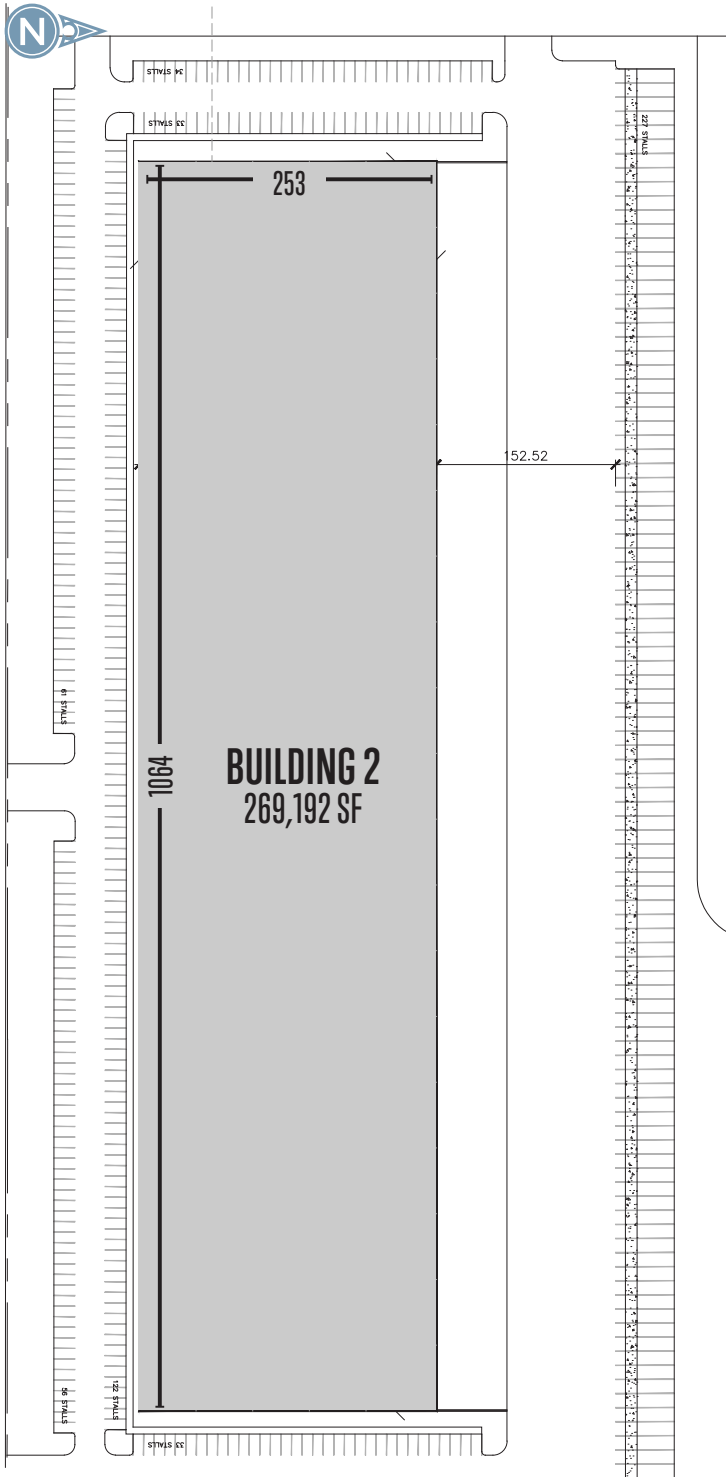 N
34 STALLS
33 STALLS
227 STALLS
253
152.52
61 STALLS
1064
BUILDING 2
269,192 SF
56 STALLS
122 STALLS
33 STALLS